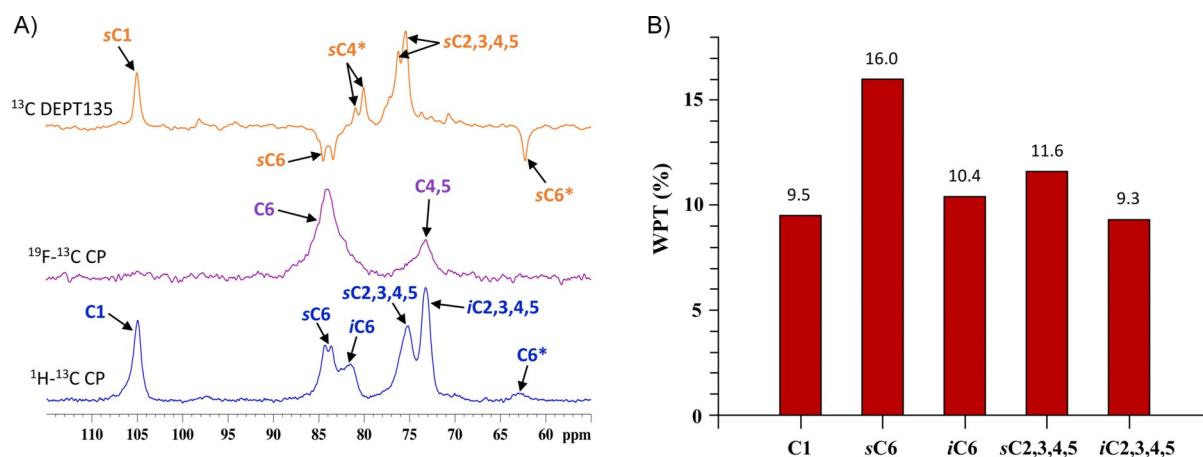 A)
sC1
sC4*
sC2,3,4,5
13C DEPT135
sC6
sC6*
C6
C4,5
19F-13C CP
C1
sC6
iC6
sC2,3,4,5
iC2,3,4,5
C6*
1H-13C CP
110 105 100 95 90 85 80 75 70 65 60 ppm
B)
WPT (%)
15
10
5
0
9.5
16.0
10.4
11.6
9.3
C1 sC6 iC6 sC2,3,4,5 iC2,3,4,5